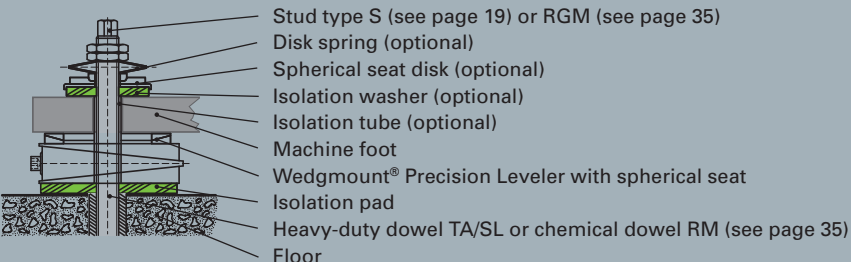 Stud type S (see page 19) or RGM (see page 35)
Disk spring (optional)
Spherical seat disk (optional)
Isolation washer (optional)
Isolation tube (optional)
Machine foot
Wedgmount® Precision Leveler with spherical seat
Isolation pad
Heavy-duty dowel TA/SL or chemical dowel RM (see page 35)
Floor